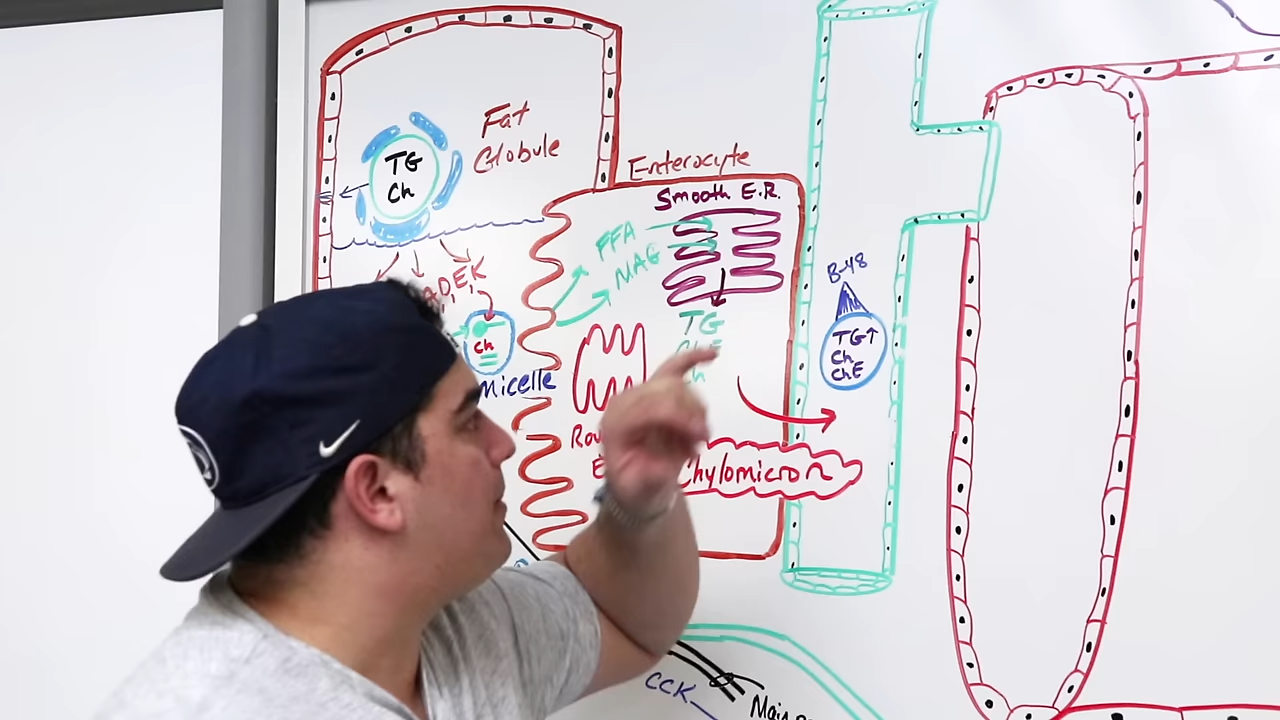 Fat
Globule
TG
Ch
Enterocyte
Smooth E.R.
FFA
MAG
A,D,E,K
ch
micelle
TG
ChE
Ch
B-48
TG↑
Ch
ChE
Chylomicron
CCK